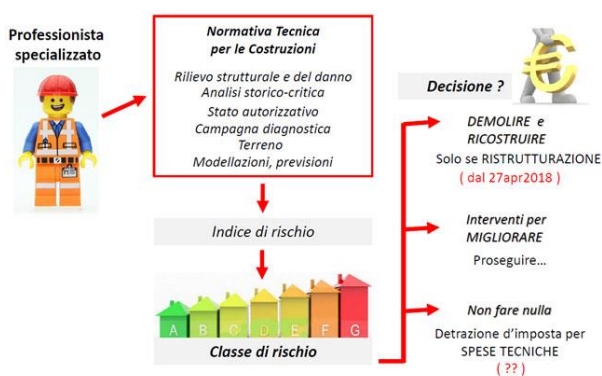 Professionista
specializzato
Normativa Tecnica
per le Costruzioni
Rilievo strutturale e del danno
Analisi storico-critica
Stato autorizzativo
Campagna diagnostica
Terreno
Modellazioni, previsioni
Indice di rischio
A B C D E F G
Classe di rischio
Decisione ?
DEMOLIRE e
RICOSTRUIRE
Solo se RISTRUTTURAZIONE
( dal 27apr2018 )
Interventi per
MIGLIORARE
Proseguire...
Non fare nulla
Detrazione d'imposta per
SPESE TECNICHE
( ?? )